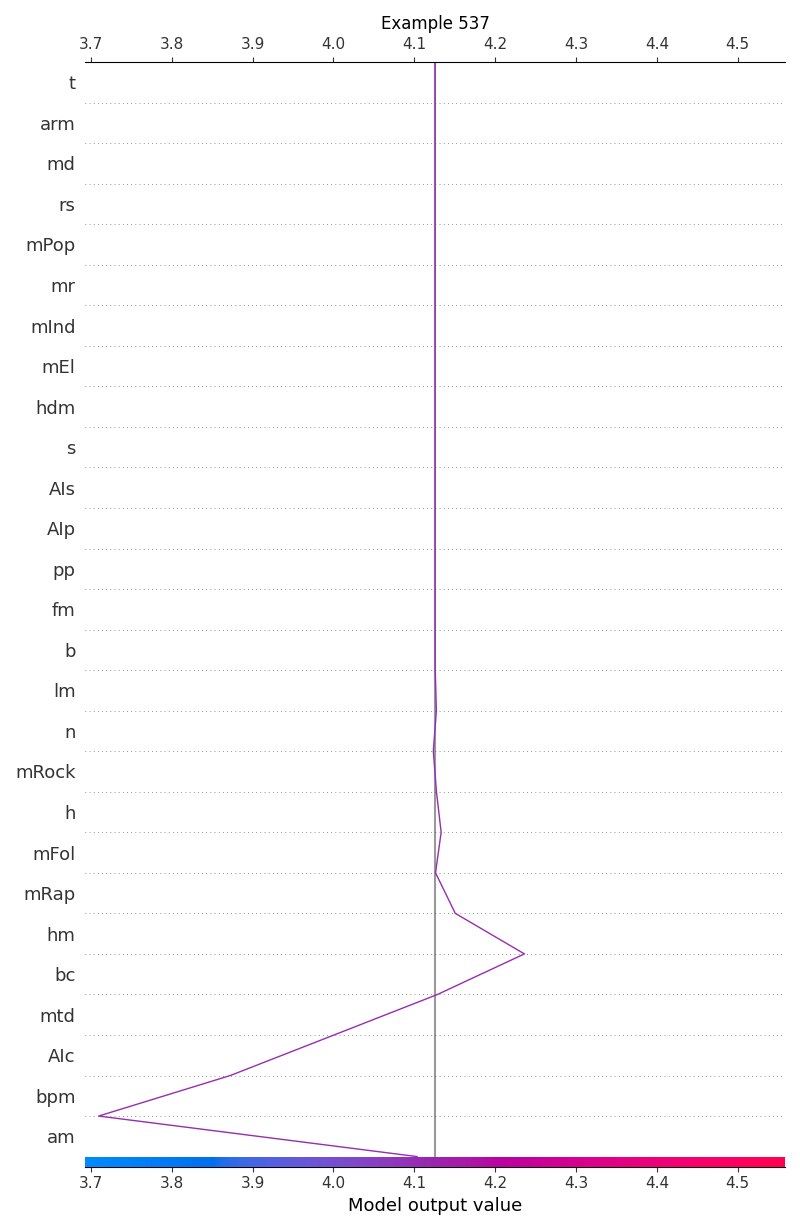 Example 537
3.7 3.8 3.9 4.0 4.1 4.2 4.3 4.4 4.5
t
arm
md
rs
mPop
mr
mInd
mEl
hdm
s
AIs
AIp
pp
fm
b
lm
n
mRock
h
mFol
mRap
hm
bc
mtd
AIc
bpm
am
3.7 3.8 3.9 4.0 4.1 4.2 4.3 4.4 4.5
Model output value